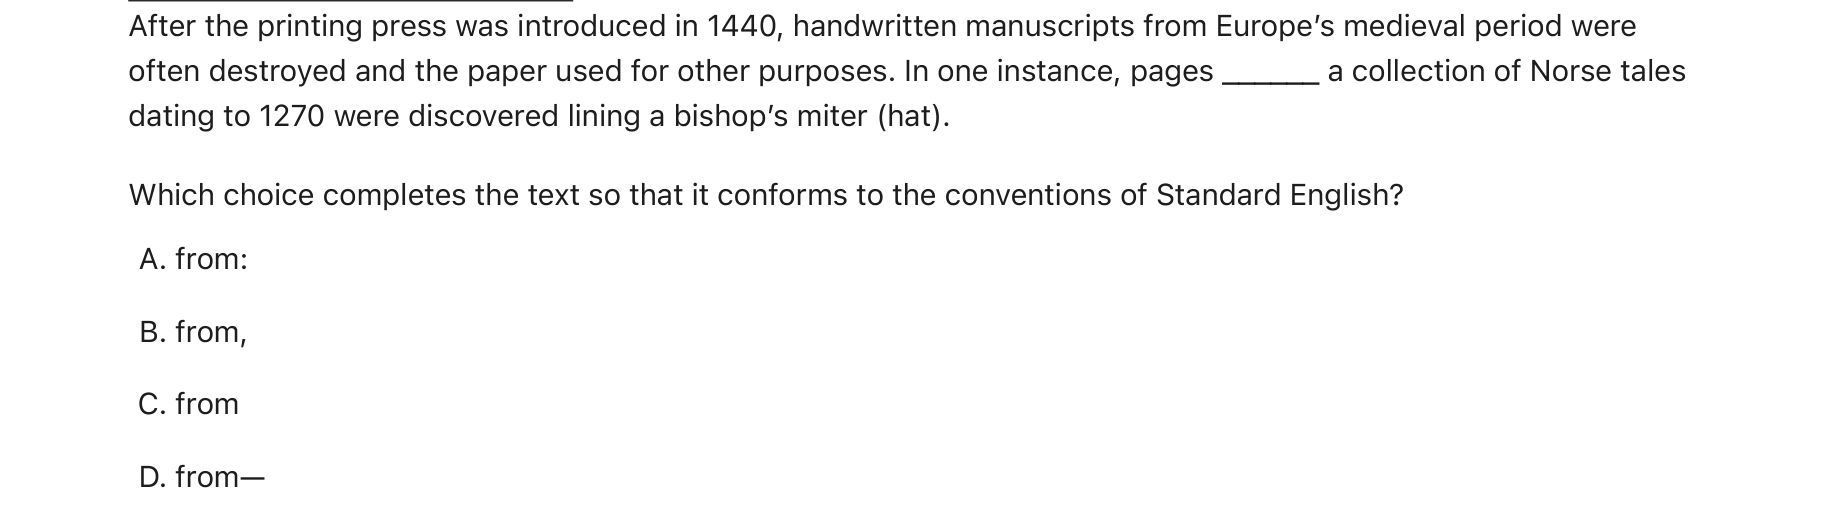 After the printing press was introduced in 1440, handwritten manuscripts from Europe’s medieval period were
often destroyed and the paper used for other purposes. In one instance, pages ______ a collection of Norse tales
dating to 1270 were discovered lining a bishop’s miter (hat).
Which choice completes the text so that it conforms to the conventions of Standard English?
A. from:
B. from,
C. from
D. from—